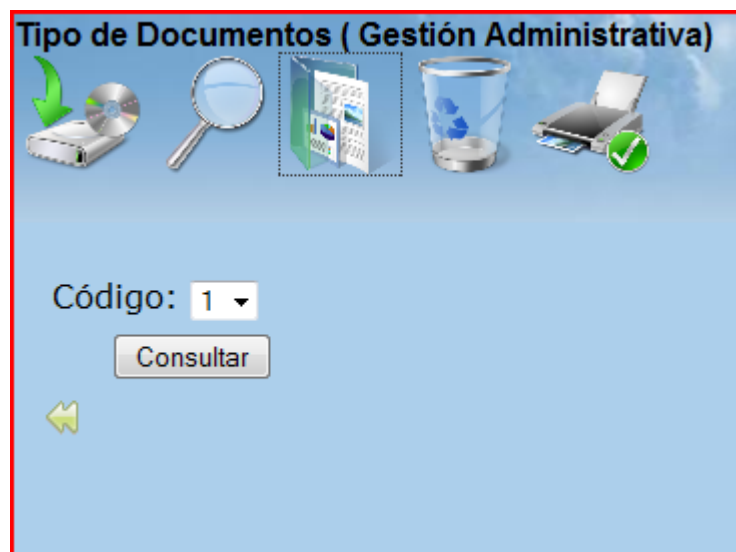 Tipo de Documentos ( Gestión Administrativa)
Código: 1
Consultar